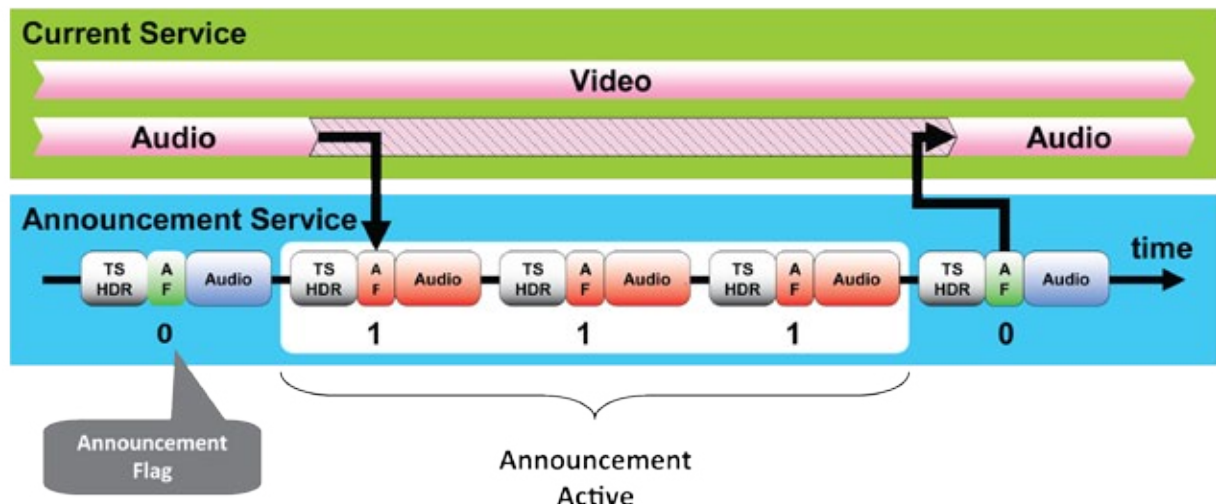 Current Service
Video
Audio
Audio
Announcement Service
time
TS
HDR
A
F
Audio
TS
HDR
A
F
Audio
TS
HDR
A
F
Audio
TS
HDR
A
F
Audio
TS
HDR
A
F
Audio
0
1
1
1
0
Announcement
Flag
Announcement
Active